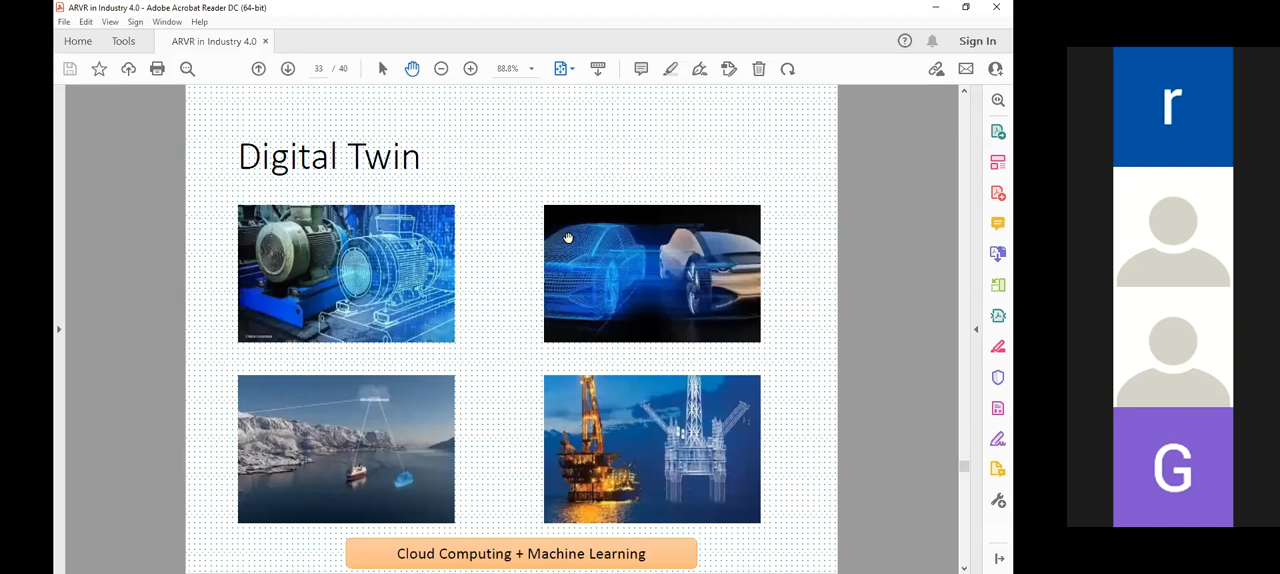 ARVR in Industry 4.0 - Adobe Acrobat Reader DC (64-bit)
File Edit View Sign Window Help
Home Tools ARVR in Industry 4.0 × Sign In
33 / 40 88.8%
Digital Twin
Cloud Computing + Machine Learning
r
G